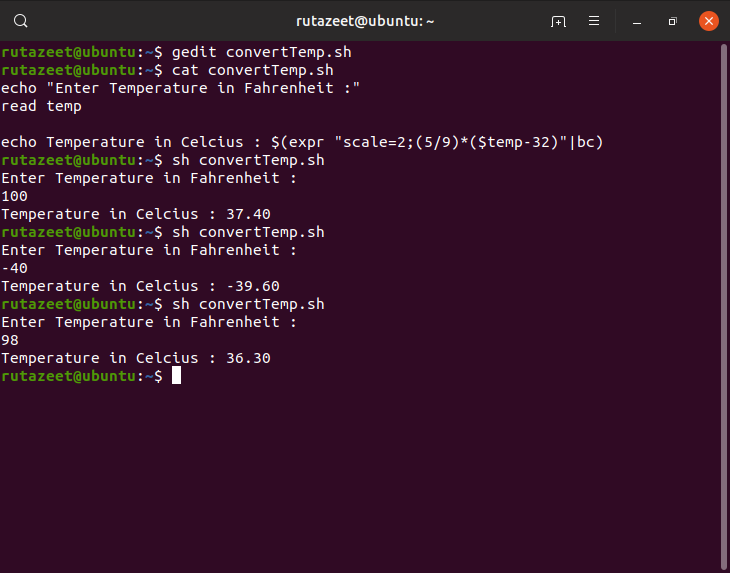 rutazeet@ubuntu: ~
rutazeet@ubuntu:~$ gedit convertTemp.sh
rutazeet@ubuntu:~$ cat convertTemp.sh
echo "Enter Temperature in Fahrenheit :"
read temp
echo Temperature in Celcius : $(expr "scale=2;(5/9)*($temp-32)"|bc)
rutazeet@ubuntu:~$ sh convertTemp.sh
Enter Temperature in Fahrenheit :
100
Temperature in Celcius : 37.40
rutazeet@ubuntu:~$ sh convertTemp.sh
Enter Temperature in Fahrenheit :
-40
Temperature in Celcius : -39.60
rutazeet@ubuntu:~$ sh convertTemp.sh
Enter Temperature in Fahrenheit :
98
Temperature in Celcius : 36.30
rutazeet@ubuntu:~$